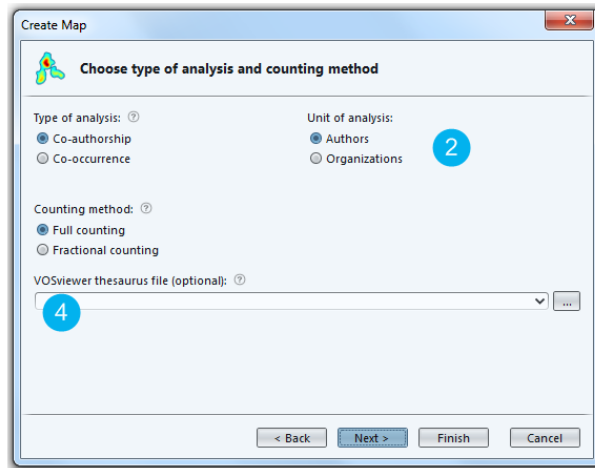 Create Map
Choose type of analysis and counting method
Type of analysis:
Unit of analysis:
Co-authorship
Authors
2
Co-occurrence
Organizations
Counting method:
Full counting
Fractional counting
VOSviewer thesaurus file (optional):
4
...
< Back Next > Finish Cancel